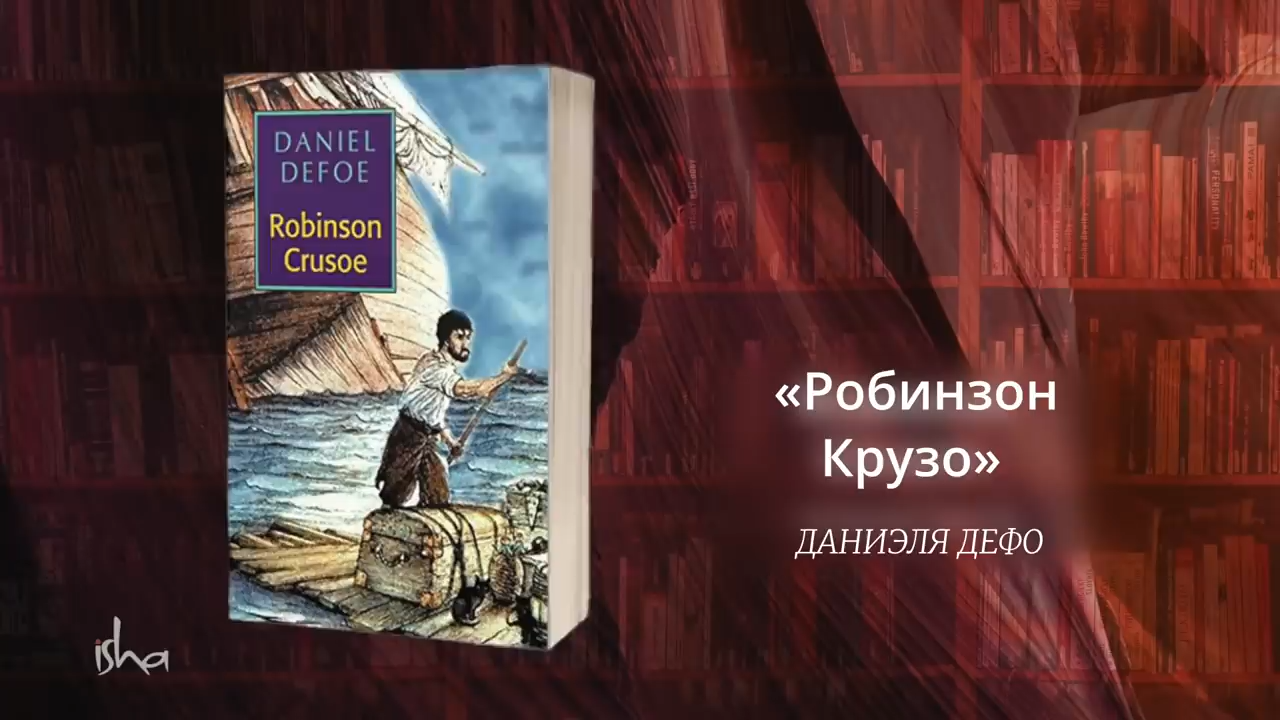 DANIEL
DEFOE
Robinson
Crusoe
«Робинзон
Крузо»
ДАНИЭЛЯ ДЕФО
isha